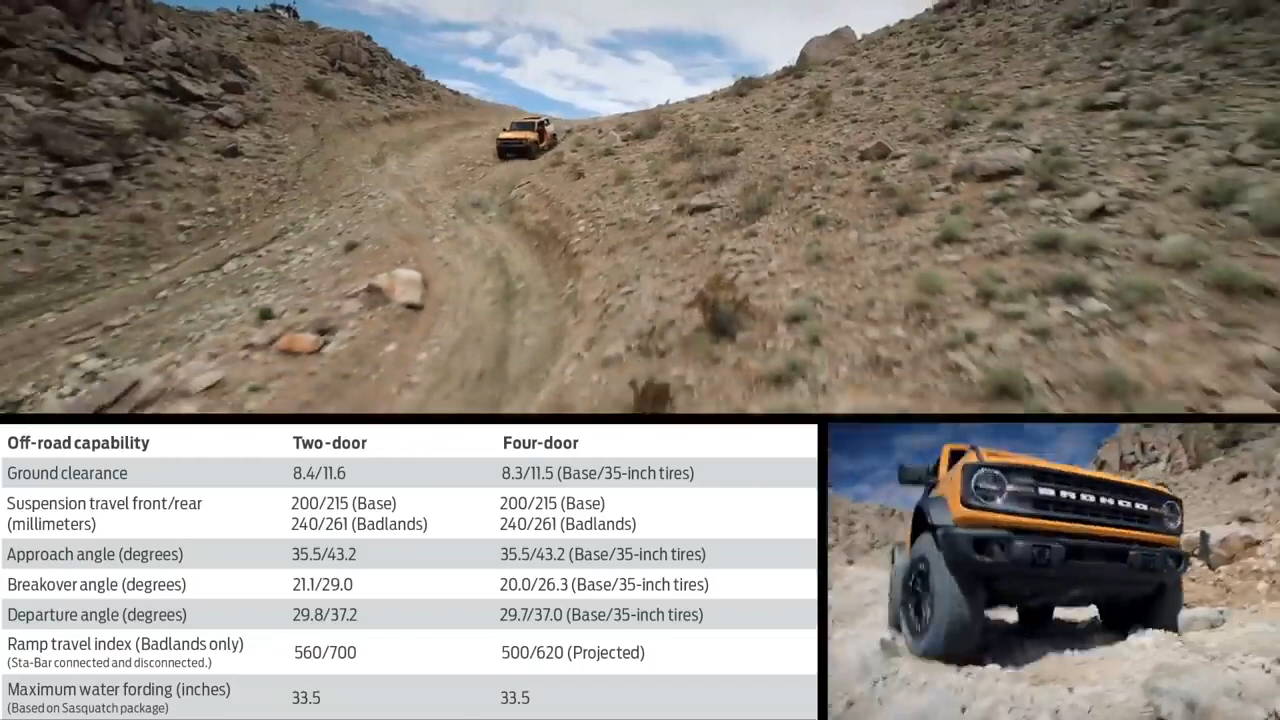 Off-road capability Two-door Four-door
Ground clearance 8.4/11.6 8.3/11.5 (Base/35-inch tires)
Suspension travel front/rear 200/215 (Base) 200/215 (Base)
(millimeters) 240/261 (Badlands) 240/261 (Badlands)
Approach angle (degrees) 35.5/43.2 35.5/43.2 (Base/35-inch tires)
Breakover angle (degrees) 21.1/29.0 20.0/26.3 (Base/35-inch tires)
Departure angle (degrees) 29.8/37.2 29.7/37.0 (Base/35-inch tires)
Ramp travel index (Badlands only) 560/700 500/620 (Projected)
(Sta-Bar connected and disconnected.)
Maximum water fording (inches) 33.5 33.5
(Based on Sasquatch package)
BRONCO